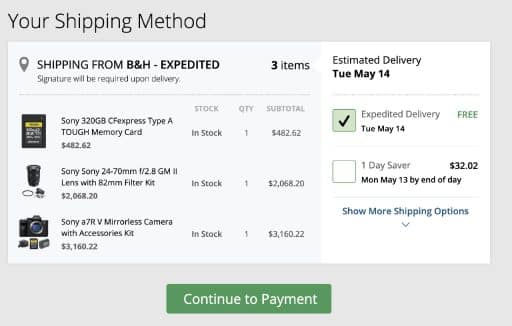 Your Shipping Method
SHIPPING FROM B&H - EXPEDITED
3 items
Signature will be required upon delivery.
STOCK QTY SUBTOTAL
Sony 320GB CFexpress Type A
TOUGH Memory Card
$482.62
In Stock 1 $482.62
Sony Sony 24-70mm f/2.8 GM II
Lens with 82mm Filter Kit
$2,068.20
In Stock 1 $2,068.20
Sony a7R V Mirrorless Camera
with Accessories Kit
$3,160.22
In Stock 1 $3,160.22
Estimated Delivery
Tue May 14
Expedited Delivery FREE
Tue May 14
1 Day Saver $32.02
Mon May 13 by end of day
Show More Shipping Options
Continue to Payment